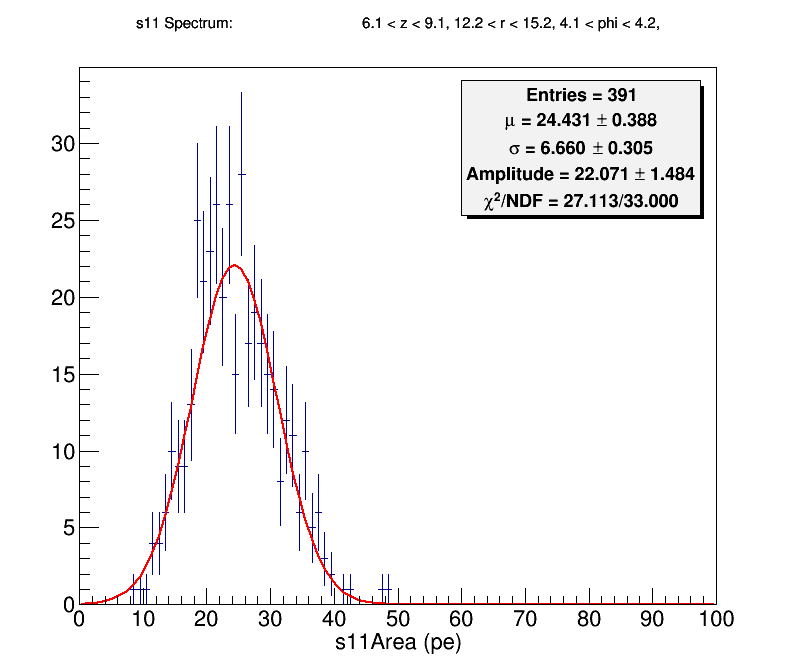 s11 Spectrum: 6.1 < z < 9.1, 12.2 < r < 15.2, 4.1 < phi < 4.2,
Entries = 391
μ = 24.431 ± 0.388
σ = 6.660 ± 0.305
Amplitude = 22.071 ± 1.484
χ²/NDF = 27.113/33.000
30
25
20
15
10
5
0
0 10 20 30 40 50 60 70 80 90 100
s11Area (pe)